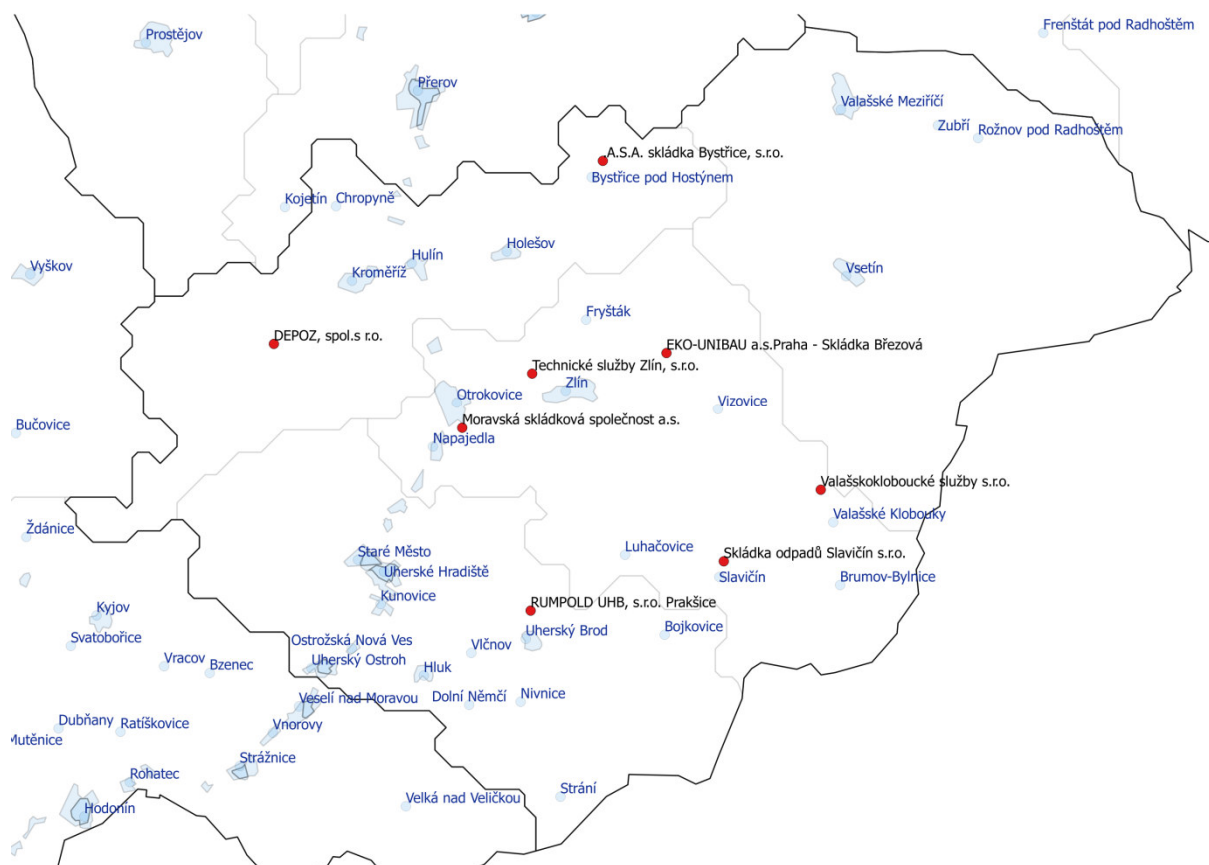 Frenštát pod Radhoštěm
Prostějov
Přerov
Valašské Meziříčí
Zubří
Rožnov pod Radhoštěm
.A.S.A. skládka Bystřice, s.r.o.
Bystřice pod Hostýnem
Kojetín
Chropyně
Holešov
Hulín
Vyškov
Kroměříž
Vsetín
Fryšták
DEPOZ, spol.s r.o.
EKO-UNIBAU a.s.Praha - Skládka Březová
Technické služby Zlín, s.r.o.
Zlín
Otrokovice
Vizovice
Moravská skládková společnost a.s.
Bučovice
Napajedla
Valašskokloboucké služby s.r.o.
Valašské Klobouky
Ždánice
Staré Město
Luhačovice
Skládka odpadů Slavičín s.r.o.
Uherské Hradiště
Slavičín
Brumov-Bylnice
Kunovice
RUMPOLD UHB, s.r.o. Prakšice
Kyjov
Svatobořice
Ostrožská Nová Ves
Vlčnov
Uherský Brod
Bojkovice
Vracov
Bzenec
Uherský Ostroh
Hluk
Veselí nad Moravou
Dolní Němčí
Nivnice
Dubňany
Ratíškovice
Vnorovy
Mutěnice
Strážnice
Rohatec
Hodonín
Velká nad Veličkou
Strání